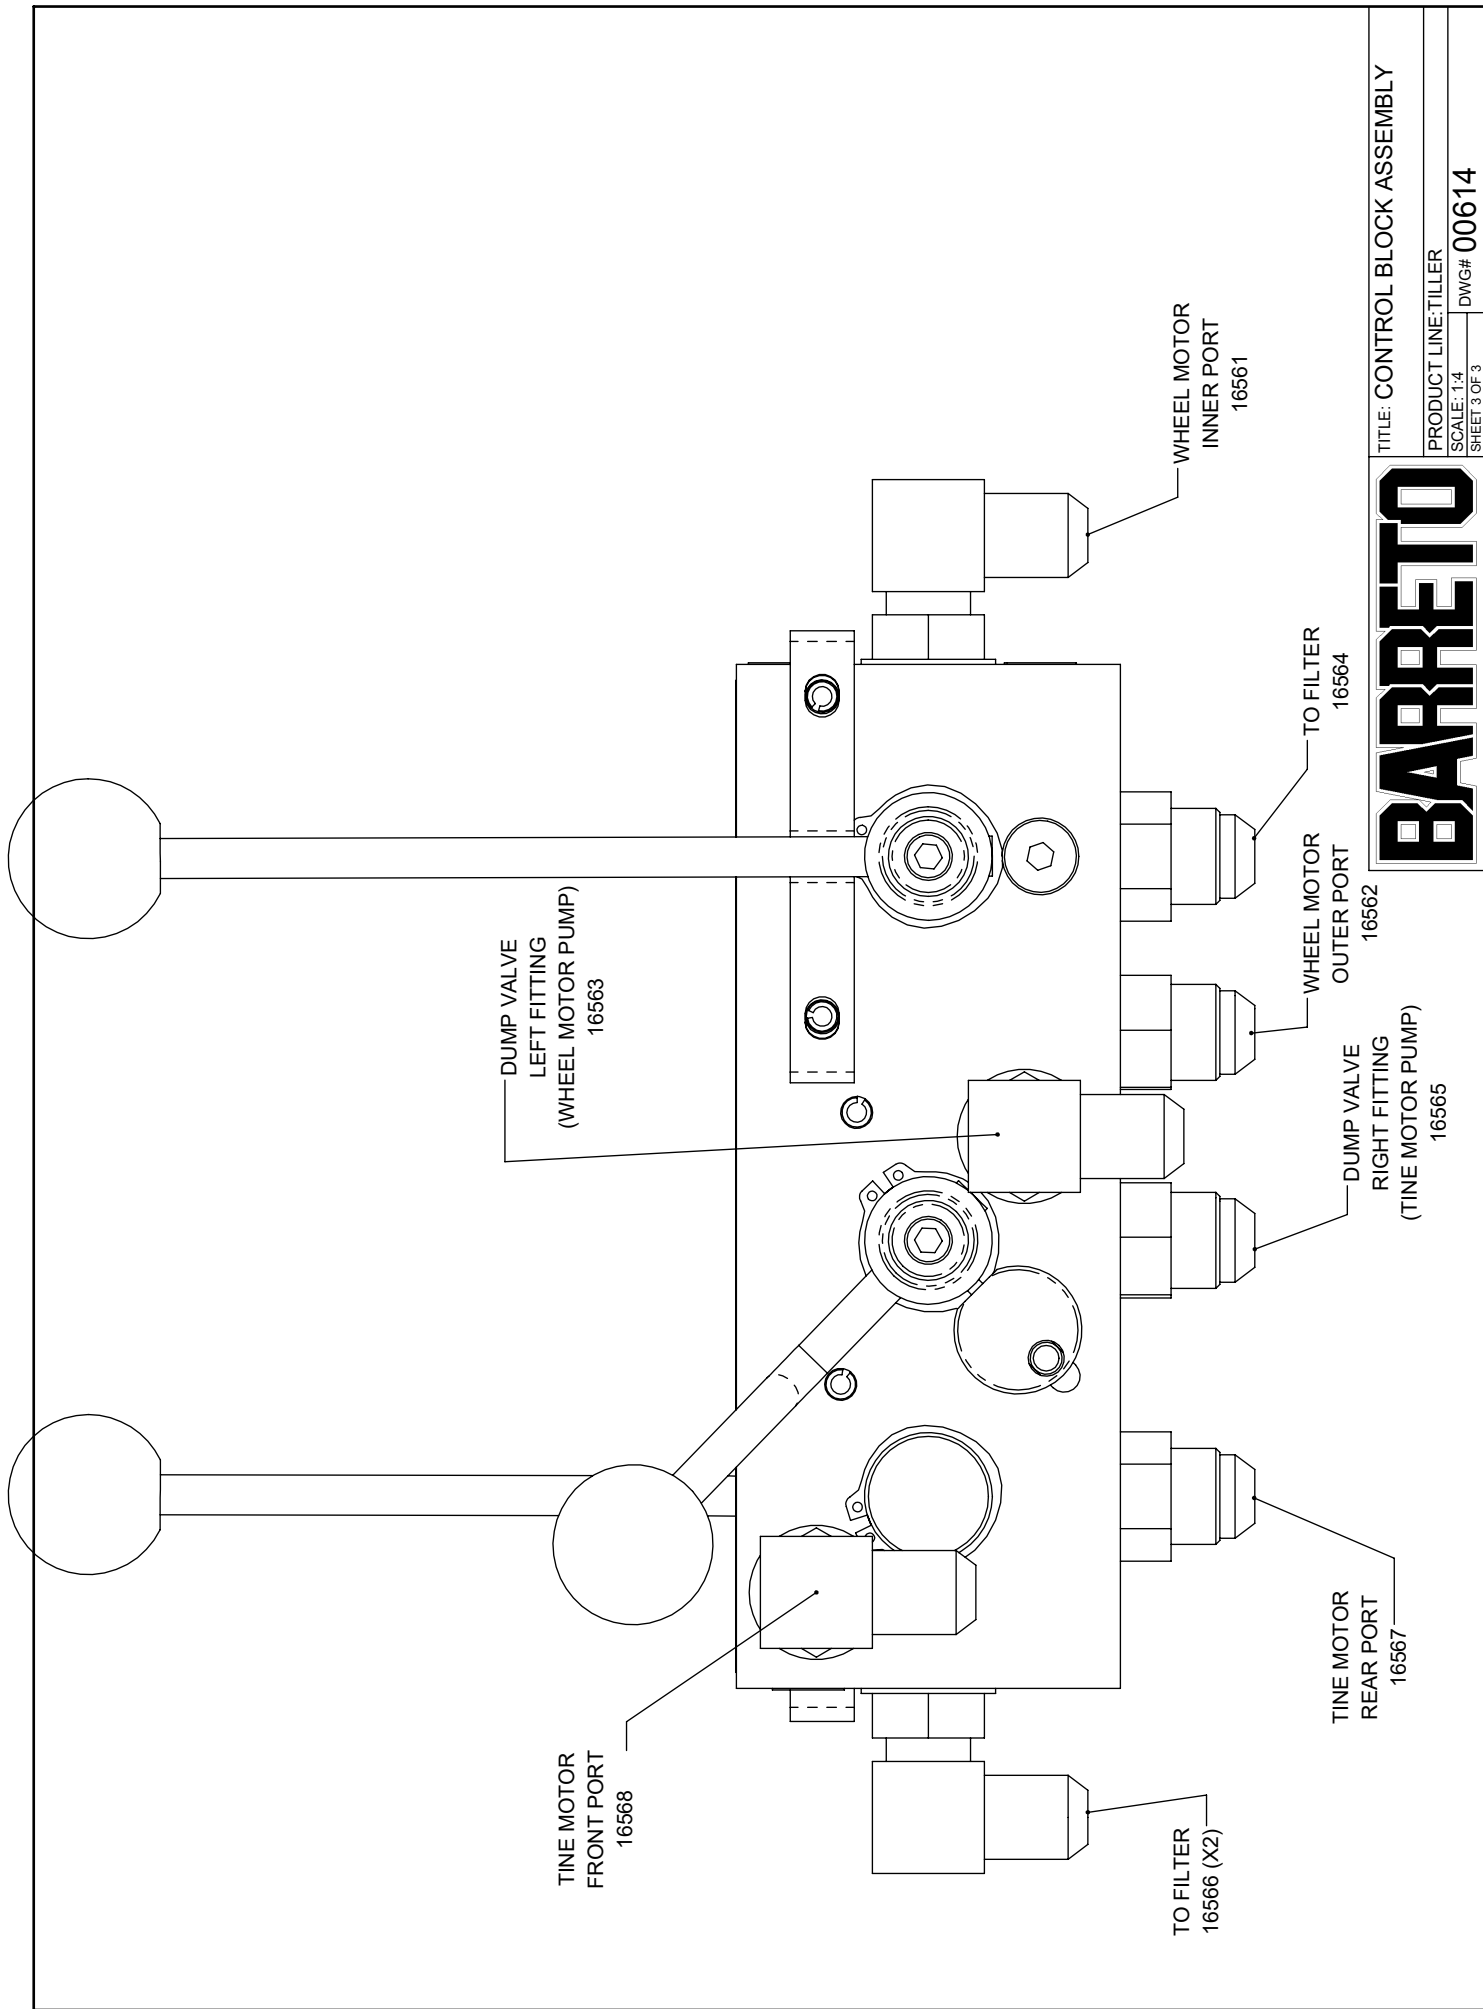 TINE MOTOR
FRONT PORT
16568
DUMP VALVE
LEFT FITTING
(WHEEL MOTOR PUMP)
16563
TO FILTER
16566 (X2)
WHEEL MOTOR
INNER PORT
16561
TINE MOTOR
REAR PORT
16567
DUMP VALVE
RIGHT FITTING
(TINE MOTOR PUMP)
16565
WHEEL MOTOR
OUTER PORT
16562
TO FILTER
16564
BARRETO
TITLE: CONTROL BLOCK ASSEMBLY
PRODUCT LINE:TILLER
SCALE: 1:4
SHEET 3 OF 3
DWG# 00614